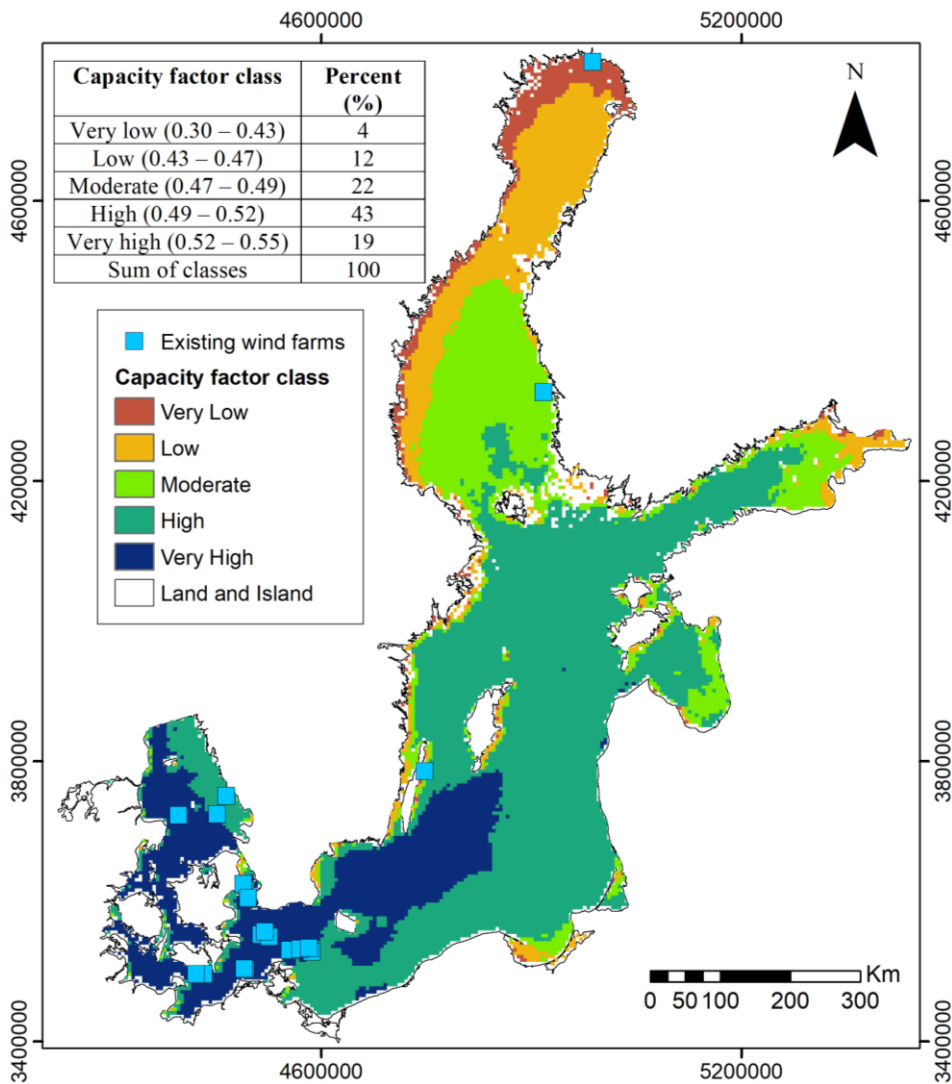 4600000 5200000
Capacity factor class Percent (%)
Very low (0.30 – 0.43) 4
Low (0.43 – 0.47) 12
Moderate (0.47 – 0.49) 22
High (0.49 – 0.52) 43
Very high (0.52 – 0.55) 19
Sum of classes 100
N
Existing wind farms
Capacity factor class
Very Low
Low
Moderate
High
Very High
Land and Island
4600000 4600000
4200000 4200000
3800000 3800000
3400000 3400000
Km
0 50 100 200 300
4600000 5200000